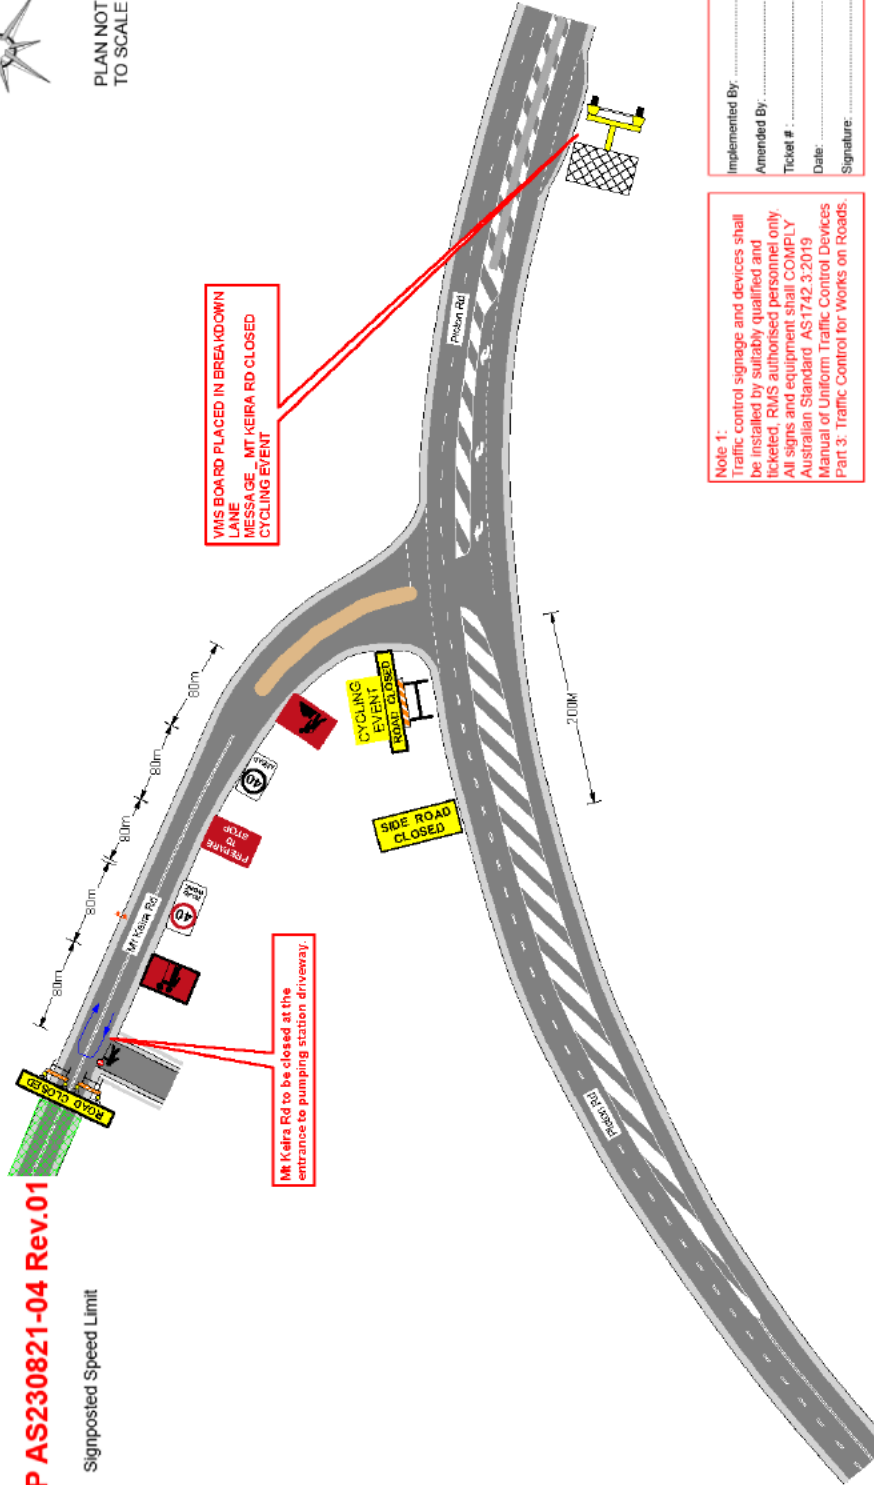 P AS230821-04 Rev.01
Signposted Speed Limit
PLAN NOT
TO SCALE
VMS BOARD PLACED IN BREAKDOWN
LANE
MESSAGE_ MT KEIRA RD CLOSED
CYCLING EVENT
Mt Keira Rd to be closed at the
entrance to pumping station driveway.
ROAD CLOSED
80m
80m
80m
80m
80m
Mt Keira Rd
40
PREPARE
TO
STOP
40
AHEAD
CYCLING
EVENT
ROAD CLOSED
SIDE ROAD
CLOSED
Picton Rd
Picton Rd
200M
Note 1:
Traffic control signage and devices shall
be installed by suitably qualified and
ticketed, RMS authorised personnel only.
All signs and equipment shall COMPLY
Australian Standard AS1742.3:2019
Manual of Uniform Traffic Control Devices
Part 3: Traffic Control for Works on Roads.
Implemented By:
Amended By:
Ticket # :
Date:
Signature: